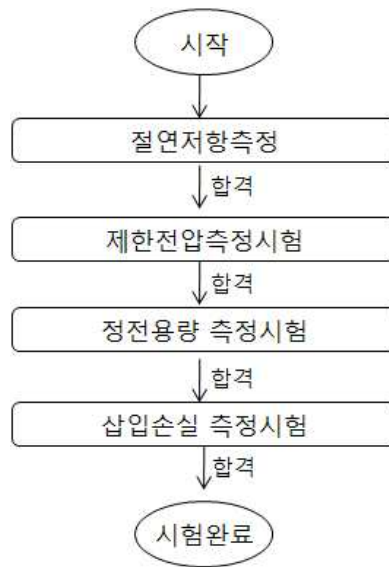 시작
절연저항측정
합격
제한전압측정시험
합격
정전용량 측정시험
합격
삽입손실 측정시험
합격
시험완료